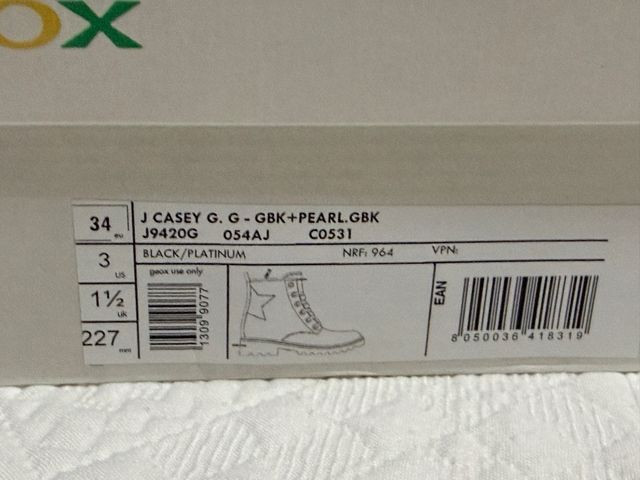 OX
34 eu
J CASEY G. G - GBK+PEARL.GBK
J9420G 054AJ C0531
3 US
BLACK/PLATINUM NRF: 964 VPN:
geox use only
1½ uk
227 mm
1309 9077
EAN
8 050036 418319